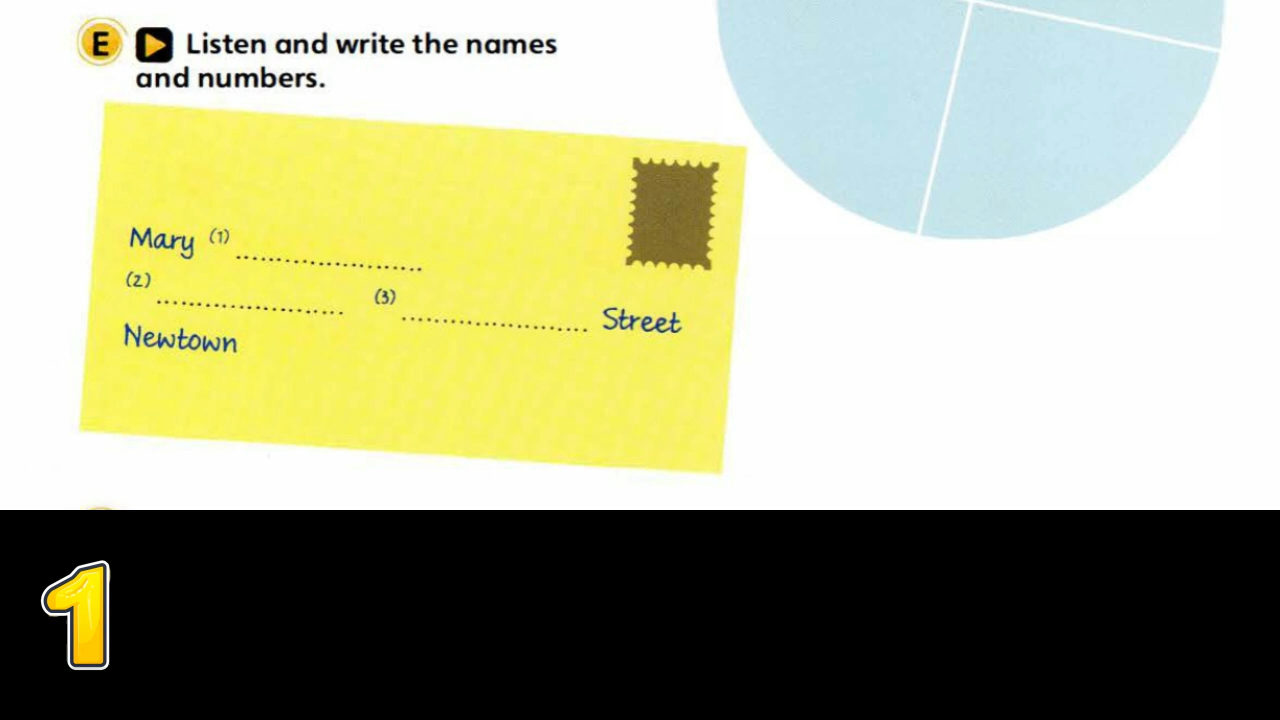 E Listen and write the names
and numbers.
Mary (1) ........................
(2) ........................ (3) ........................ Street
Newtown
1